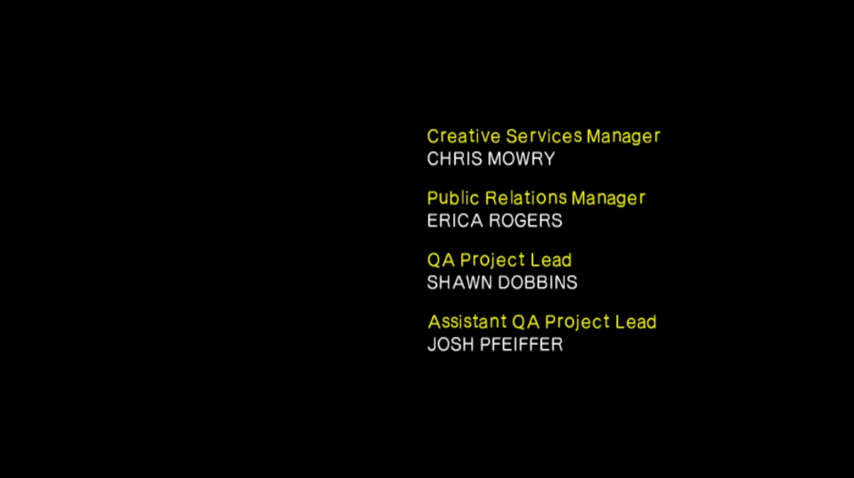 Creative Services Manager
CHRIS MOWRY
Public Relations Manager
ERICA ROGERS
QA Project Lead
SHAWN DOBBINS
Assistant QA Project Lead
JOSH PFEIFFER